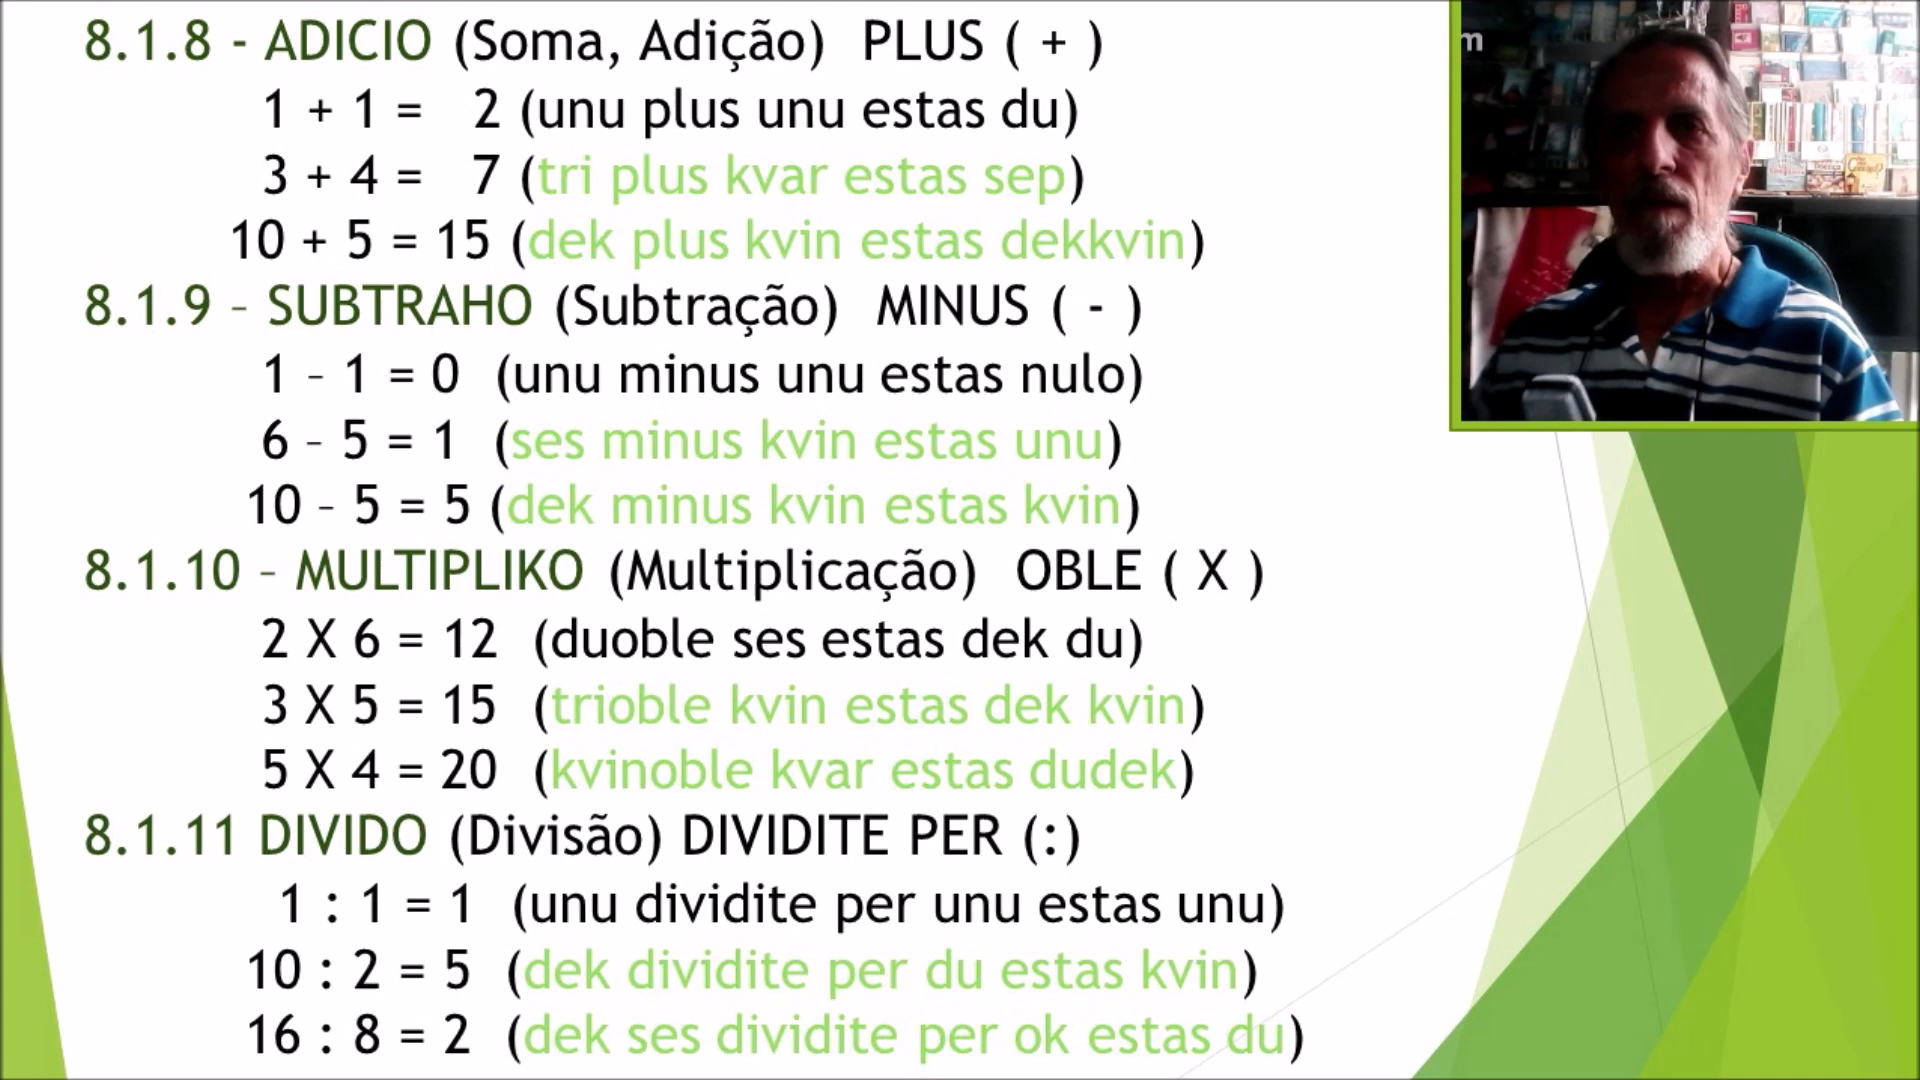 8.1.8 - ADICIO (Soma, Adição) PLUS ( + )
1 + 1 = 2 (unu plus unu estas du)
3 + 4 = 7 (tri plus kvar estas sep)
10 + 5 = 15 (dek plus kvin estas dekkvin)
8.1.9 – SUBTRAHO (Subtração) MINUS ( - )
1 – 1 = 0 (unu minus unu estas nulo)
6 – 5 = 1 (ses minus kvin estas unu)
10 – 5 = 5 (dek minus kvin estas kvin)
8.1.10 – MULTIPLIKO (Multiplicação) OBLE ( X )
2 X 6 = 12 (duoble ses estas dek du)
3 X 5 = 15 (trioble kvin estas dek kvin)
5 X 4 = 20 (kvinoble kvar estas dudek)
8.1.11 DIVIDO (Divisão) DIVIDITE PER (:)
1 : 1 = 1 (unu dividite per unu estas unu)
10 : 2 = 5 (dek dividite per du estas kvin)
16 : 8 = 2 (dek ses dividite per ok estas du)
m